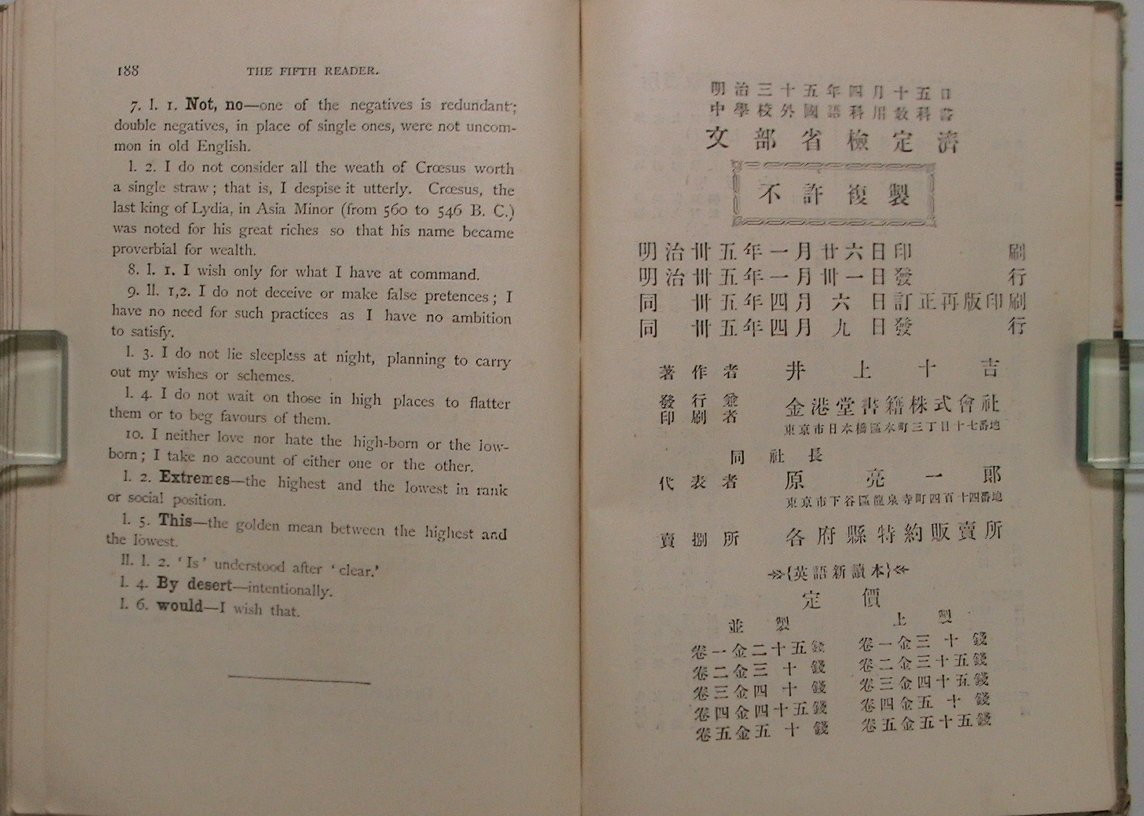 188 THE FIFTH READER.
7. l. 1. Not, no—one of the negatives is redundant;
double negatives, in place of single ones, were not uncom-
mon in old English.
l. 2. I do not consider all the weath of Crœsus worth
a single straw; that is, I despise it utterly. Crœsus, the
last king of Lydia, in Asia Minor (from 560 to 546 B. C.)
was noted for his great riches so that his name became
proverbial for wealth.
8. l. 1. I wish only for what I have at command.
9. ll. 1,2. I do not deceive or make false pretences; I
have no need for such practices as I have no ambition
to satisfy.
l. 3. I do not lie sleepless at night, planning to carry
out my wishes or schemes.
l. 4. I do not wait on those in high places to flatter
them or to beg favours of them.
10. I neither love nor hate the high-born or the low-
born; I take no account of either one or the other.
l. 2. Extremes—the highest and the lowest in rank
or social position.
l. 5. This—the golden mean between the highest and
the lowest.
II. l. 2. 'Is' understood after 'clear.'
l. 4. By desert—intentionally.
l. 6. would—I wish that.
明治三十五年四月十五日
中學校外國語科用敎科書
文部省檢定濟
不許複製
明治卅五年一月廿六日印刷
明治卅五年一月卅一日發行
同卅五年四月六日訂正再版印刷
同卅五年四月九日發行
著作者 井上十吉
發行兼印刷者 金港堂書籍株式會社
東京市日本橋區本町三丁目十七番地
同社長
代表者 原亮一郎
東京市下谷區龍泉寺町四百十四番地
賣捌所 各府縣特約販賣所
{英語新讀本}
定價
並製 上製
卷一金二十五錢 卷一金三十錢
卷二金三十錢 卷二金三十五錢
卷三金四十錢 卷三金四十五錢
卷四金四十五錢 卷四金五十錢
卷五金五十錢 卷五金五十五錢